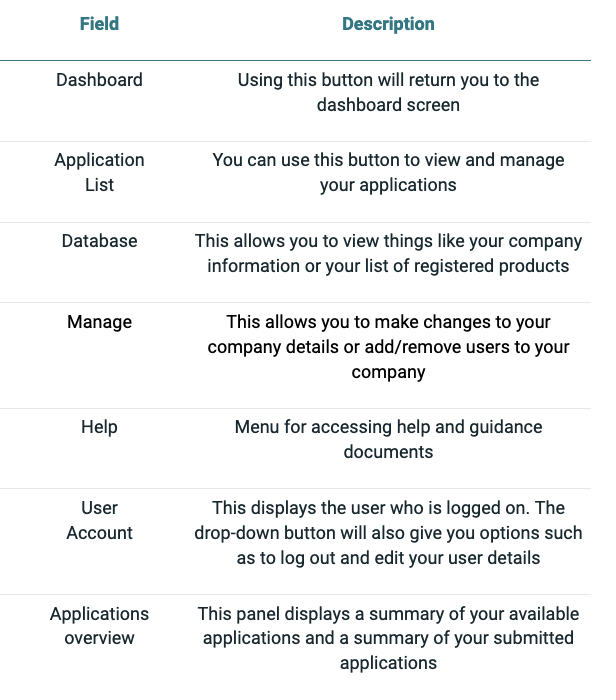 Field Description
Dashboard Using this button will return you to the
dashboard screen
Application You can use this button to view and manage
List your applications
Database This allows you to view things like your company
information or your list of registered products
Manage This allows you to make changes to your
company details or add/remove users to your
company
Help Menu for accessing help and guidance
documents
User This displays the user who is logged on. The
Account drop-down button will also give you options such
as to log out and edit your user details
Applications This panel displays a summary of your available
overview applications and a summary of your submitted
applications